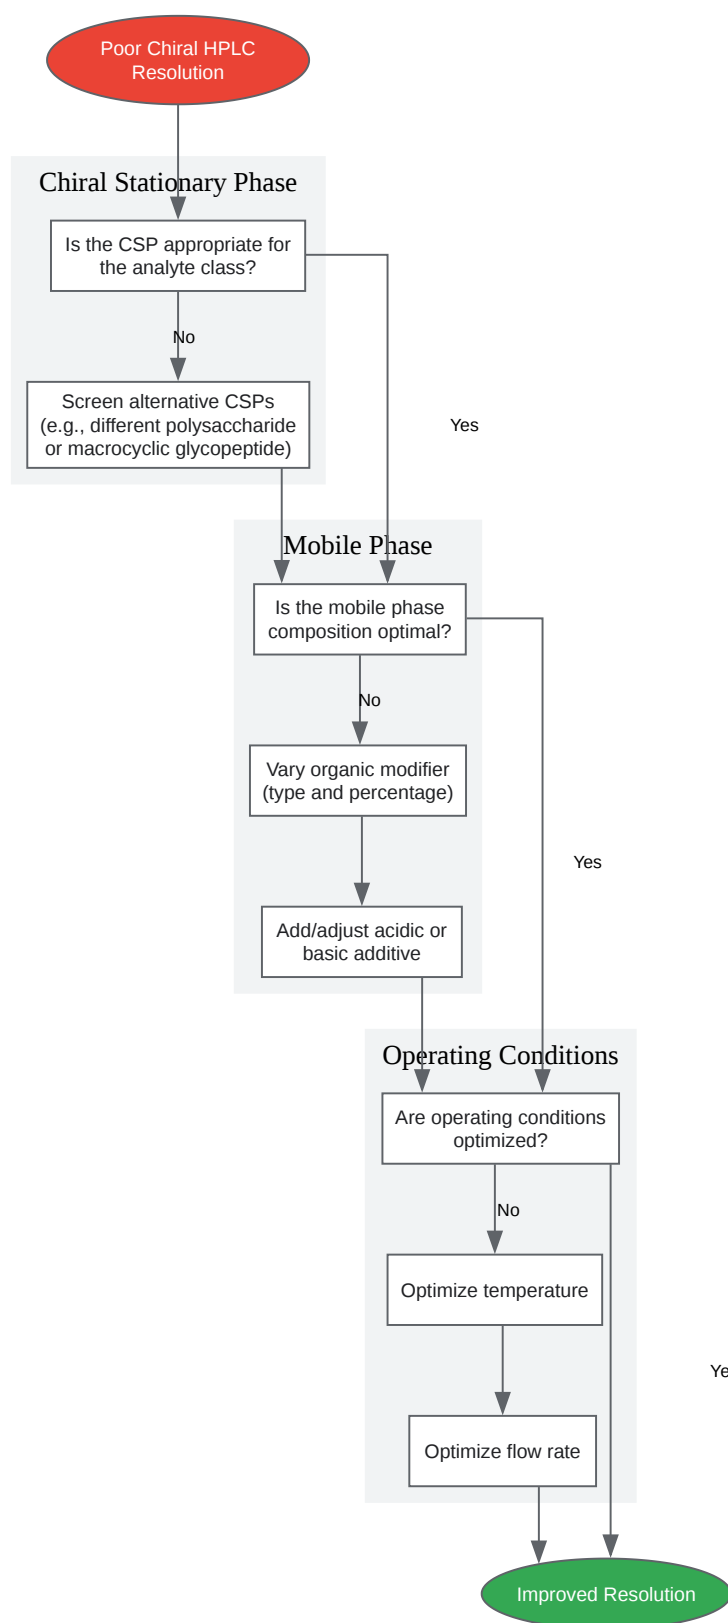 Poor Chiral HPLC
Resolution
Chiral Stationary Phase
Is the CSP appropriate for
the analyte class?
No
Screen alternative CSPs
(e.g., different polysaccharide
or macrocyclic glycopeptide)
Yes
Mobile Phase
Is the mobile phase
composition optimal?
No
Vary organic modifier
(type and percentage)
Yes
Add/adjust acidic or
basic additive
Operating Conditions
Are operating conditions
optimized?
No
Optimize temperature
Ye
Optimize flow rate
Improved Resolution